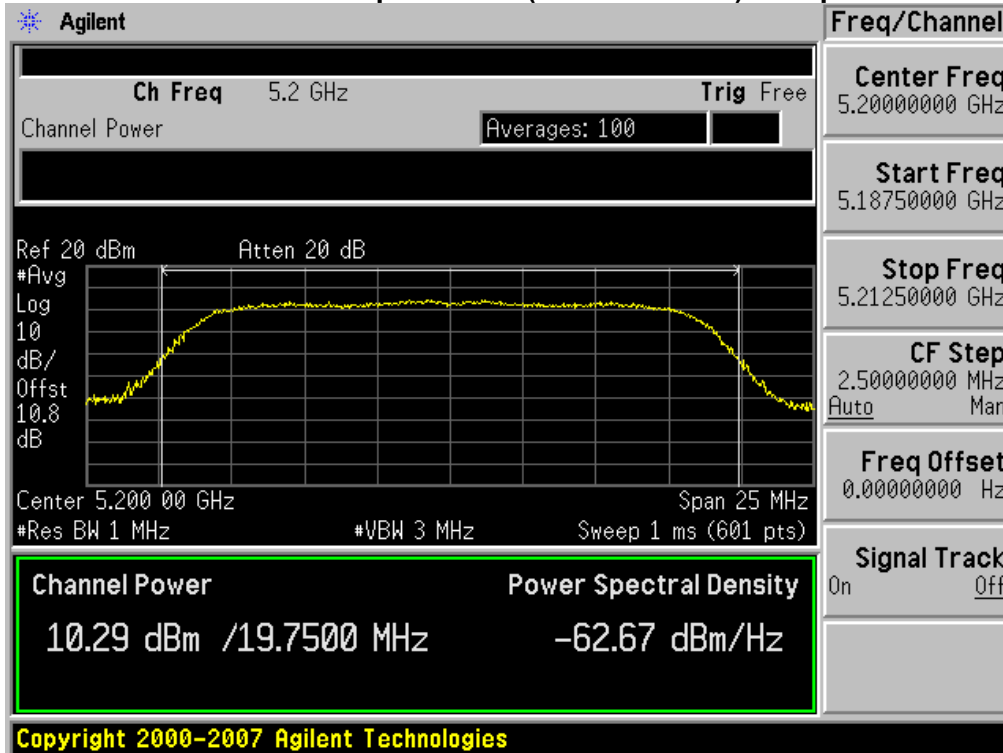 Agilent
Freq/Channel
Ch Freq 5.2 GHz Trig Free
Channel Power Averages: 100
Center Freq
5.20000000 GHz
Start Freq
5.18750000 GHz
Stop Freq
5.21250000 GHz
CF Step
2.50000000 MHz
Auto Man
Freq Offset
0.00000000 Hz
Signal Track
On Off
Ref 20 dBm Atten 20 dB
#Avg
Log
10
dB/
Offst
10.8
dB
Center 5.200 00 GHz Span 25 MHz
#Res BW 1 MHz #VBW 3 MHz Sweep 1 ms (601 pts)
Channel Power Power Spectral Density
10.29 dBm /19.7500 MHz -62.67 dBm/Hz
Copyright 2000-2007 Agilent Technologies